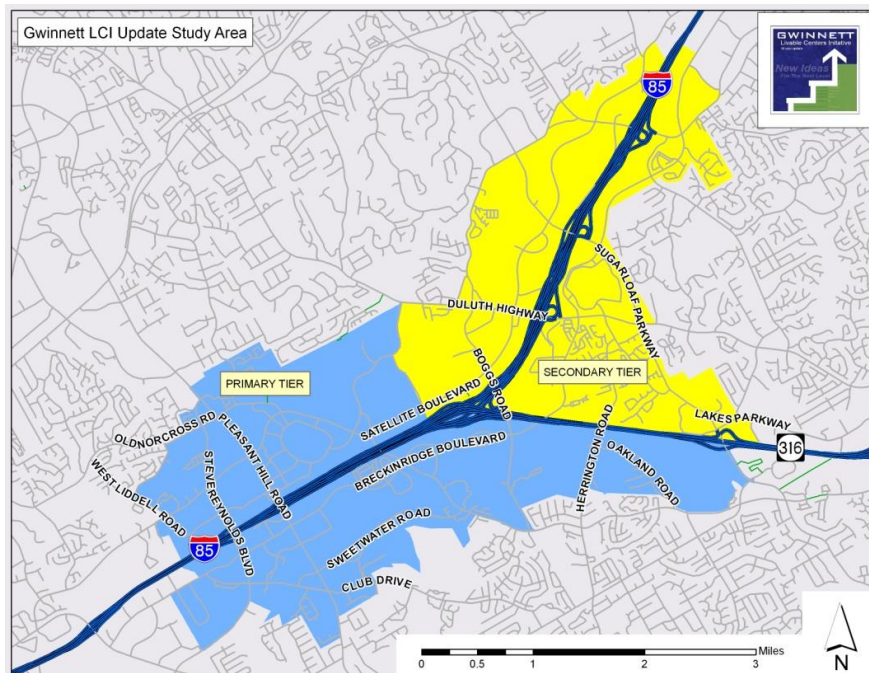 Gwinnett LCI Update Study Area
GWINNETT
Livable Centers Initiative
New Ideas
85
SUGARLOAF PARKWAY
DULUTH HIGHWAY
BOGGS ROAD
SECONDARY TIER
PRIMARY TIER
SATELLITE BOULEVARD
LAKES PARKWAY
316
OLDNORCROSS RD
PLEASANT HILL ROAD
STEVEREYNOLDS BLVD
WEST LIDDELL ROAD
BRECKINRIDGE BOULEVARD
HERRINGTON ROAD
OAKLAND ROAD
SWEETWATER ROAD
85
CLUB DRIVE
Miles
0 0.5 1 2 3
N